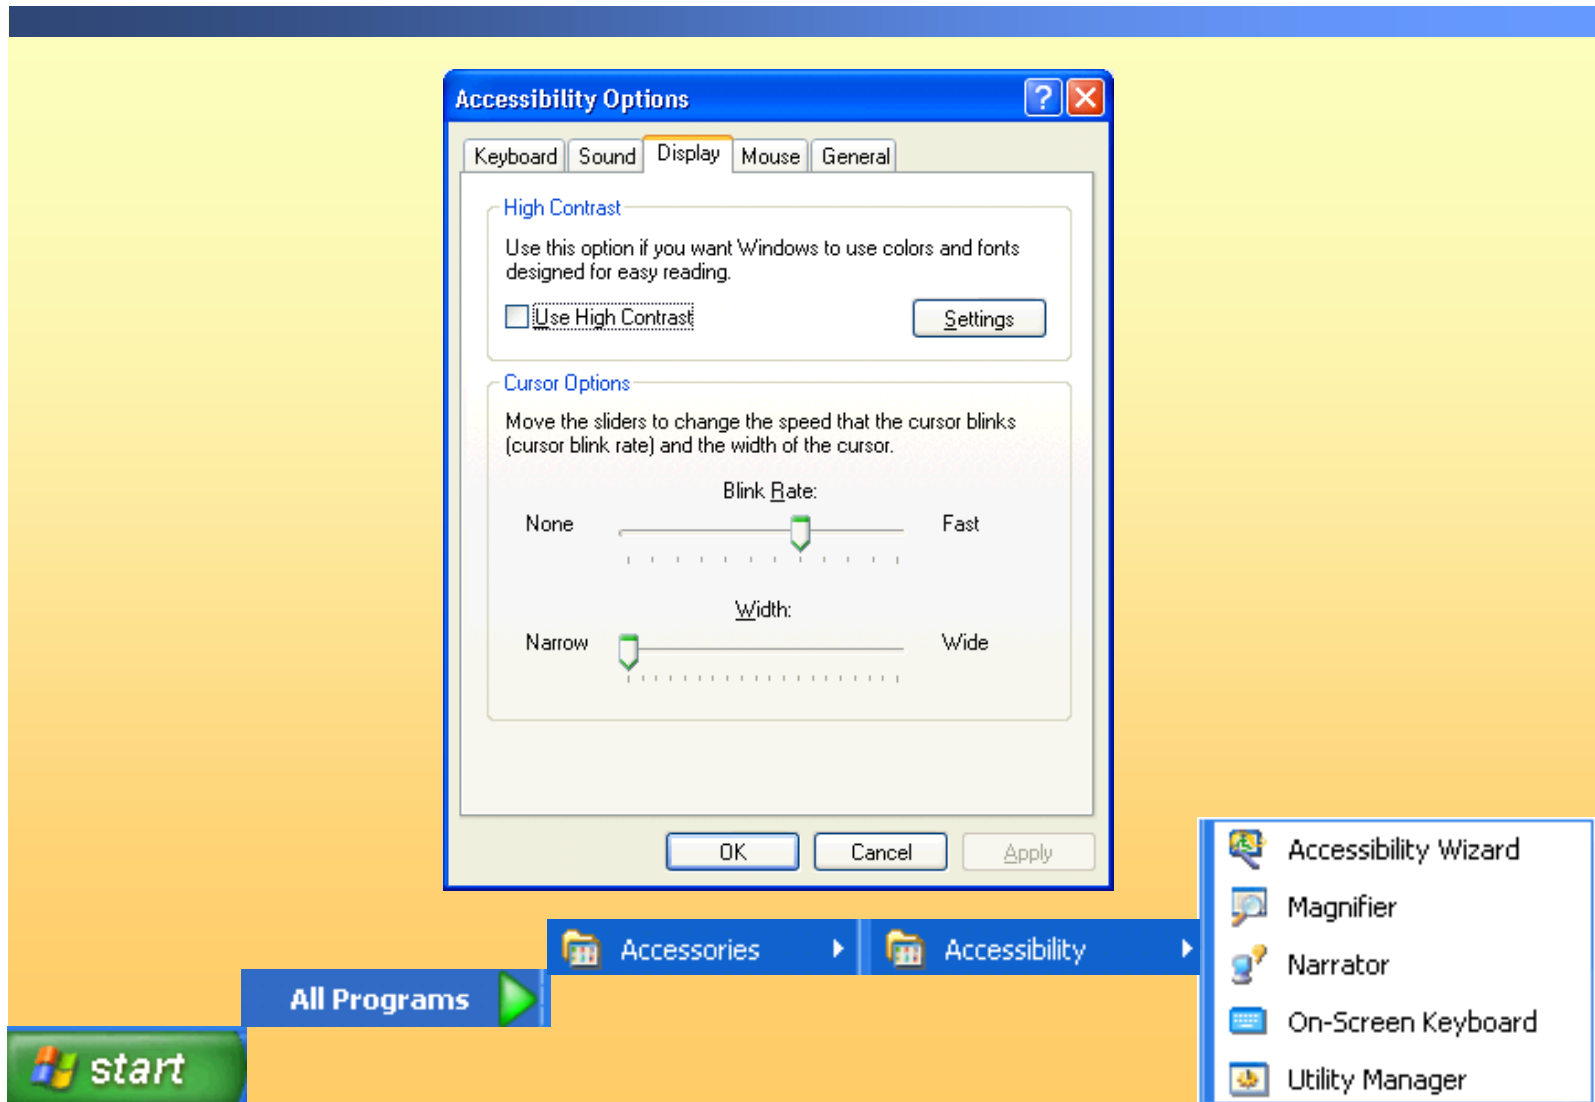 Accessibility Options
?
Keyboard Sound Display Mouse General
High Contrast
Use this option if you want Windows to use colors and fonts
designed for easy reading.
Use High Contrast Settings
Cursor Options
Move the sliders to change the speed that the cursor blinks
(cursor blink rate) and the width of the cursor.
Blink Rate:
None Fast
Width:
Narrow Wide
OK Cancel Apply
start
All Programs
Accessories Accessibility
Accessibility Wizard
Magnifier
Narrator
On-Screen Keyboard
Utility Manager